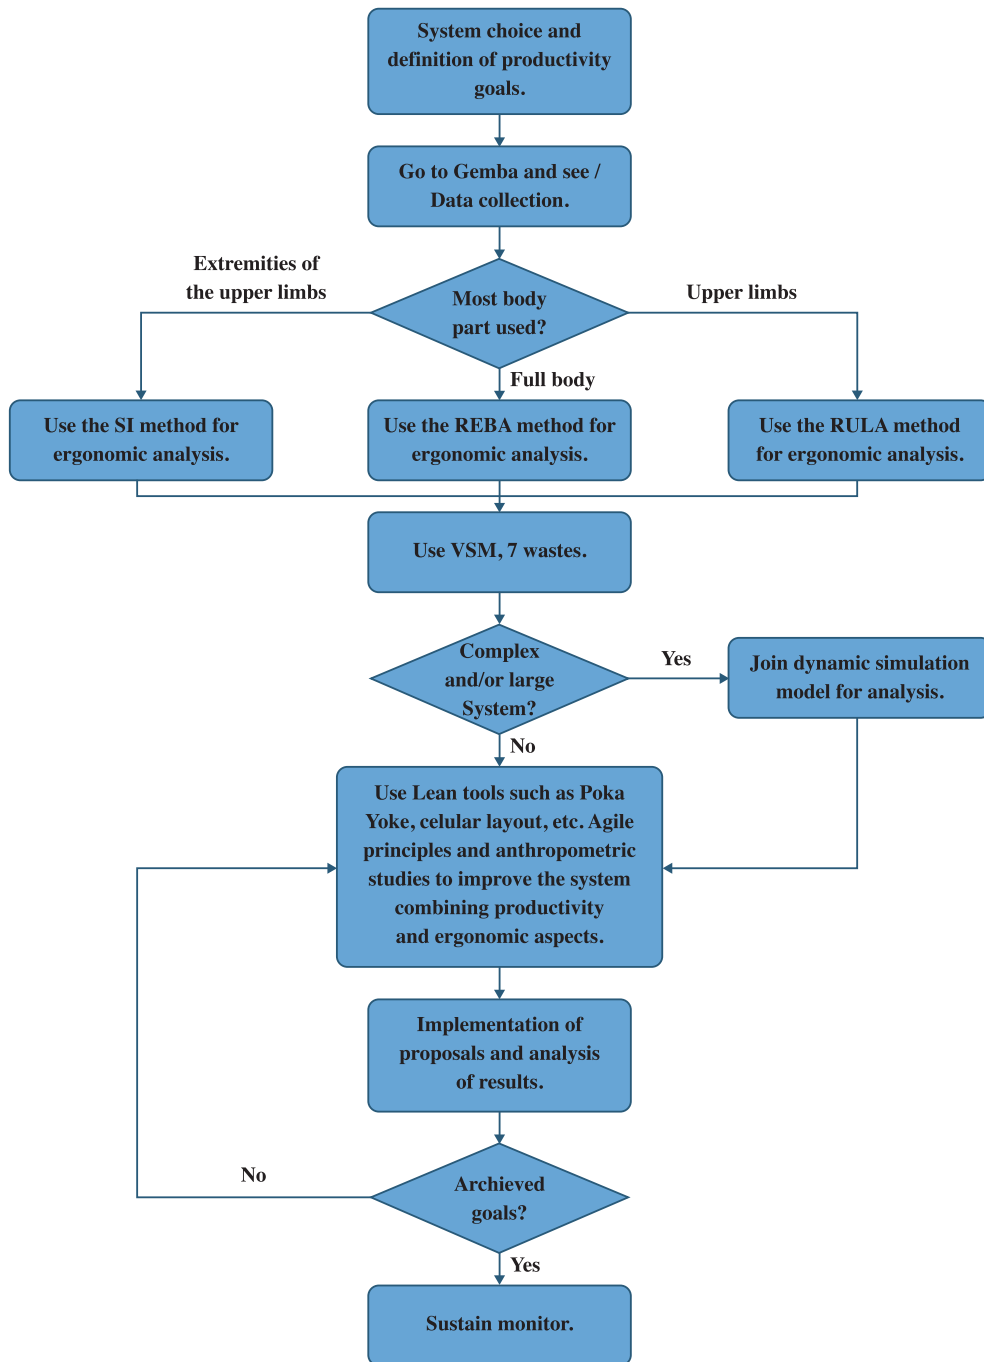 System choice and
definition of productivity
goals.
Go to Gemba and see /
Data collection.
Extremities of
the upper limbs
Most body
part used?
Upper limbs
Full body
Use the SI method for
ergonomic analysis.
Use the REBA method for
ergonomic analysis.
Use the RULA method
for ergonomic analysis.
Use VSM, 7 wastes.
Complex
and/or large
System?
Yes
Join dynamic simulation
model for analysis.
No
Use Lean tools such as Poka
Yoke, celular layout, etc. Agile
principles and anthropometric
studies to improve the system
combining productivity
and ergonomic aspects.
Implementation of
proposals and analysis
of results.
No
Archieved
goals?
Yes
Sustain monitor.